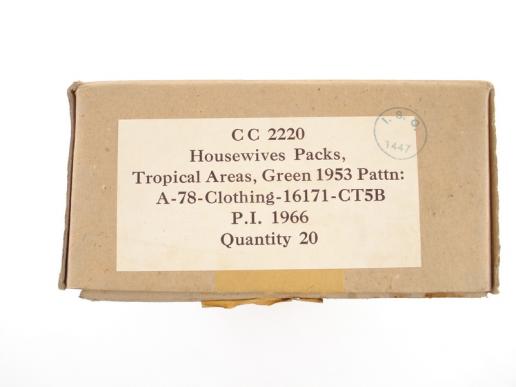 CC 2220
Housewives Packs,
Tropical Areas, Green 1953 Pattn:
A-78-Clothing-16171-CT5B
P.I. 1966
Quantity 20
I. S. O.
1447